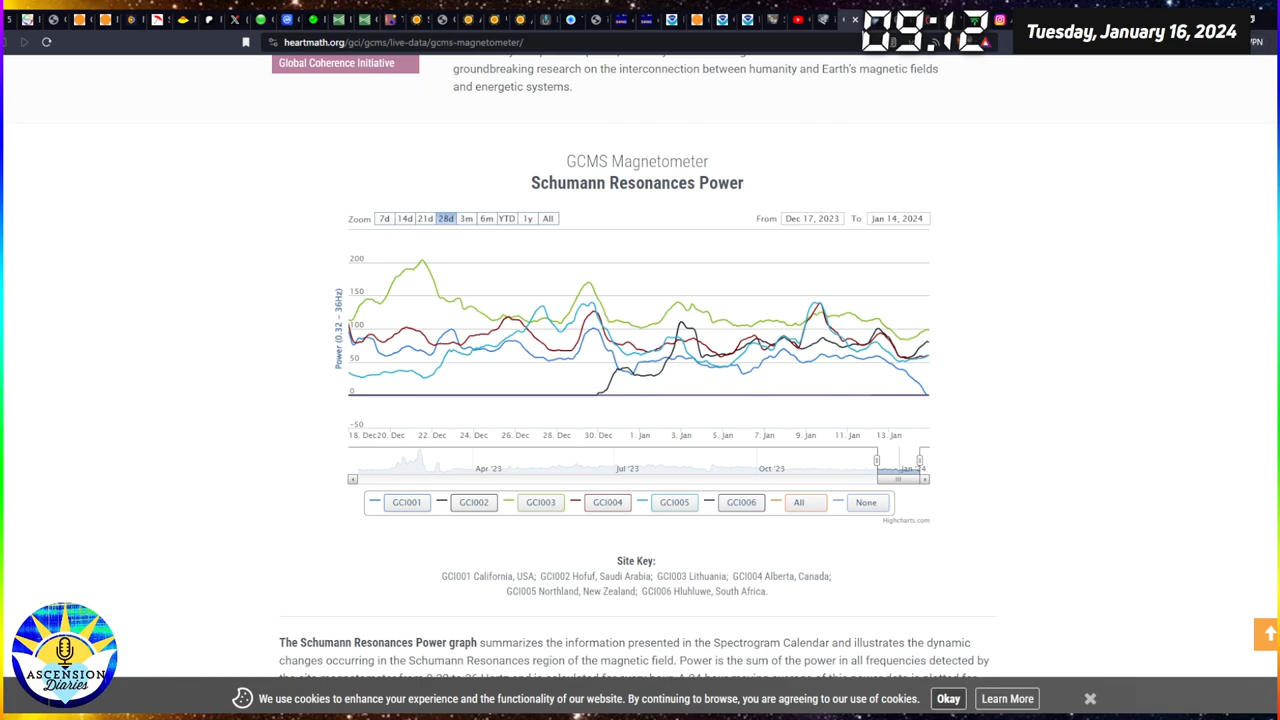 5
09:12
Tuesday, January 16, 2024
heartmath.org/gci/gcms/live-data/gcms-magnetometer/
VPN
Global Coherence Initiative
groundbreaking research on the interconnection between humanity and Earth's magnetic fields
and energetic systems.
GCMS Magnetometer
Schumann Resonances Power
Zoom 7d 14d 21d 28d 3m 6m YTD 1y All
From Dec 17, 2023 To Jan 14, 2024
200
150
100
50
0
-50
Power (0.32 - 36Hz)
18. Dec 20. Dec 22. Dec 24. Dec 26. Dec 28. Dec 30. Dec 1. Jan 3. Jan 5. Jan 7. Jan 9. Jan 11. Jan 13. Jan
Apr '23 Jul '23 Oct '23 Jan '24
GCI001 GCI002 GCI003 GCI004 GCI005 GCI006 All None
Highcharts.com
Site Key:
GCI001 California, USA; GCI002 Hofuf, Saudi Arabia; GCI003 Lithuania; GCI004 Alberta, Canada;
GCI005 Northland, New Zealand; GCI006 Hluhluwe, South Africa.
The Schumann Resonances Power graph summarizes the information presented in the Spectrogram Calendar and illustrates the dynamic
changes occurring in the Schumann Resonances region of the magnetic field. Power is the sum of the power in all frequencies detected by
ASCENSION
Diaries
We use cookies to enhance your experience and the functionality of our website. By continuing to browse, you are agreeing to our use of cookies. Okay Learn More